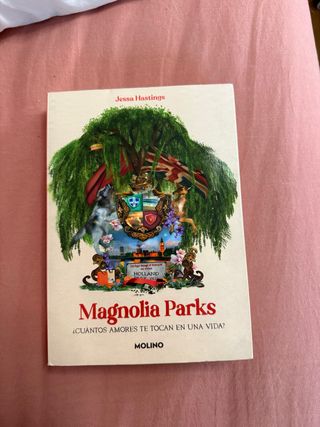 Jessa Hastings
HOLLAND
Magnolia Parks
¿CUÁNTOS AMORES TE TOCAN EN UNA VIDA?
MOLINO